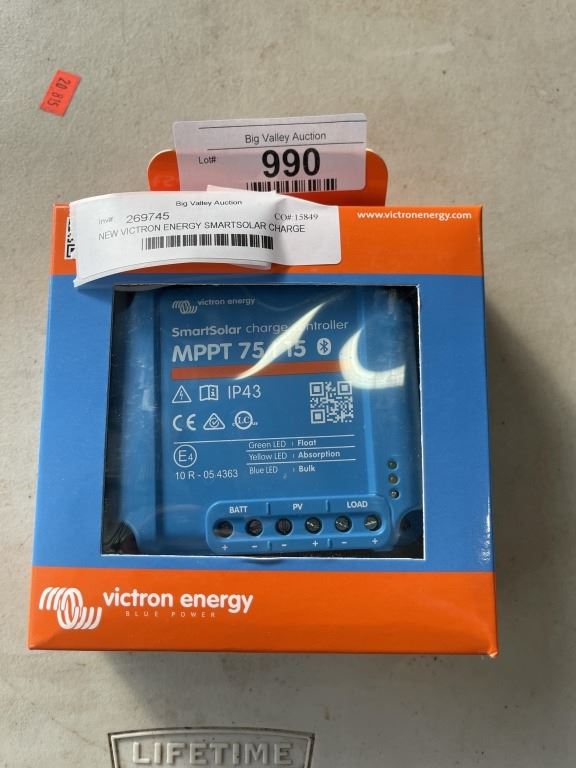 20 815
Big Valley Auction
Lot# 990
Big Valley Auction
Inv#. 269745 CO#: 15849
NEW VICTRON ENERGY SMARTSOLAR CHARGE
www.victronenergy.com
victron energy
SmartSolar charge controller
MPPT 75 | 15
IP43
CE
E4
Green LED : Float
Yellow LED : Absorption
Blue LED : Bulk
10 R - 05 4363
BATT PV LOAD
+ - - + - +
victron energy
BLUE POWER
LIFETIME